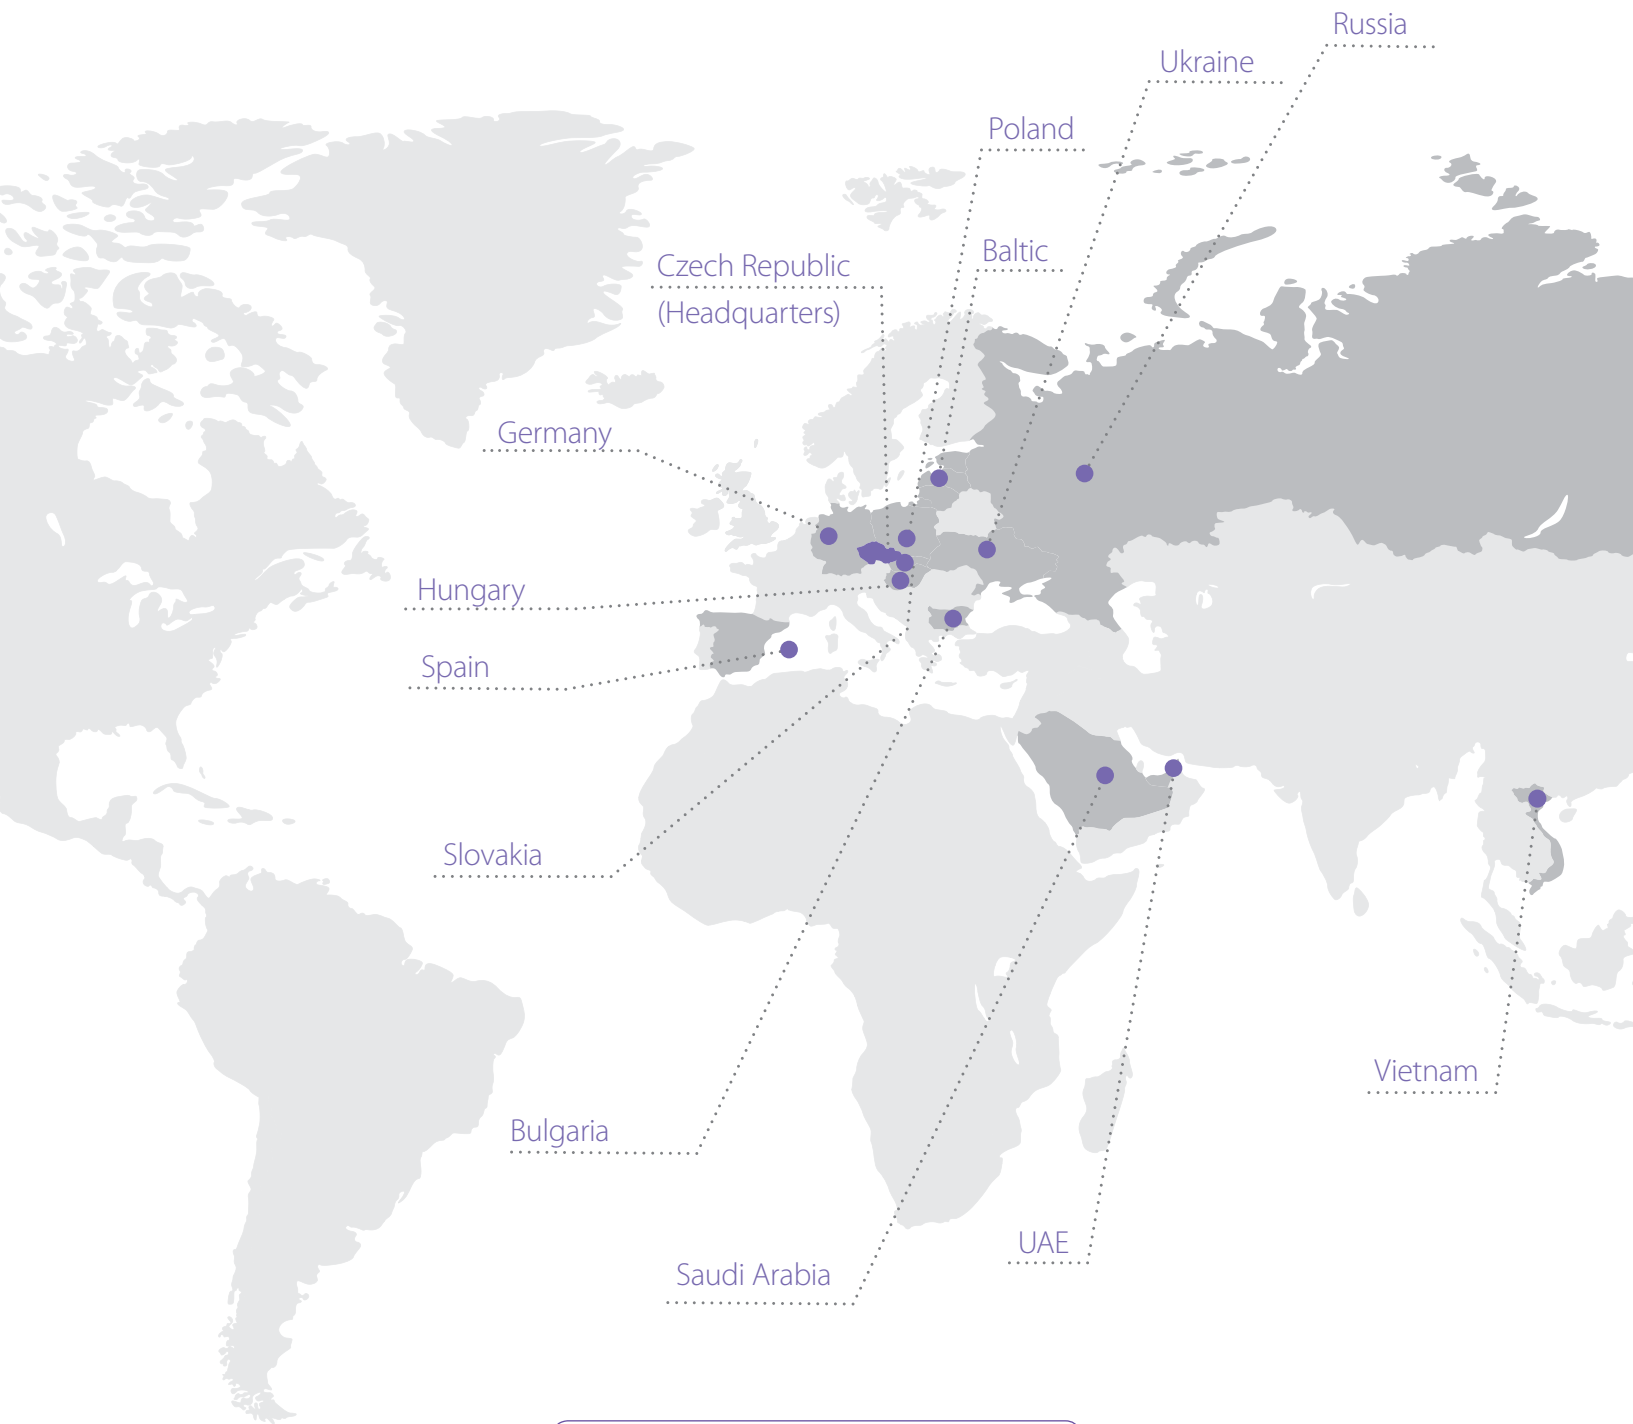 Russia
Ukraine
Poland
Baltic
Czech Republic
(Headquarters)
Germany
Hungary
Spain
Slovakia
Vietnam
Bulgaria
UAE
Saudi Arabia